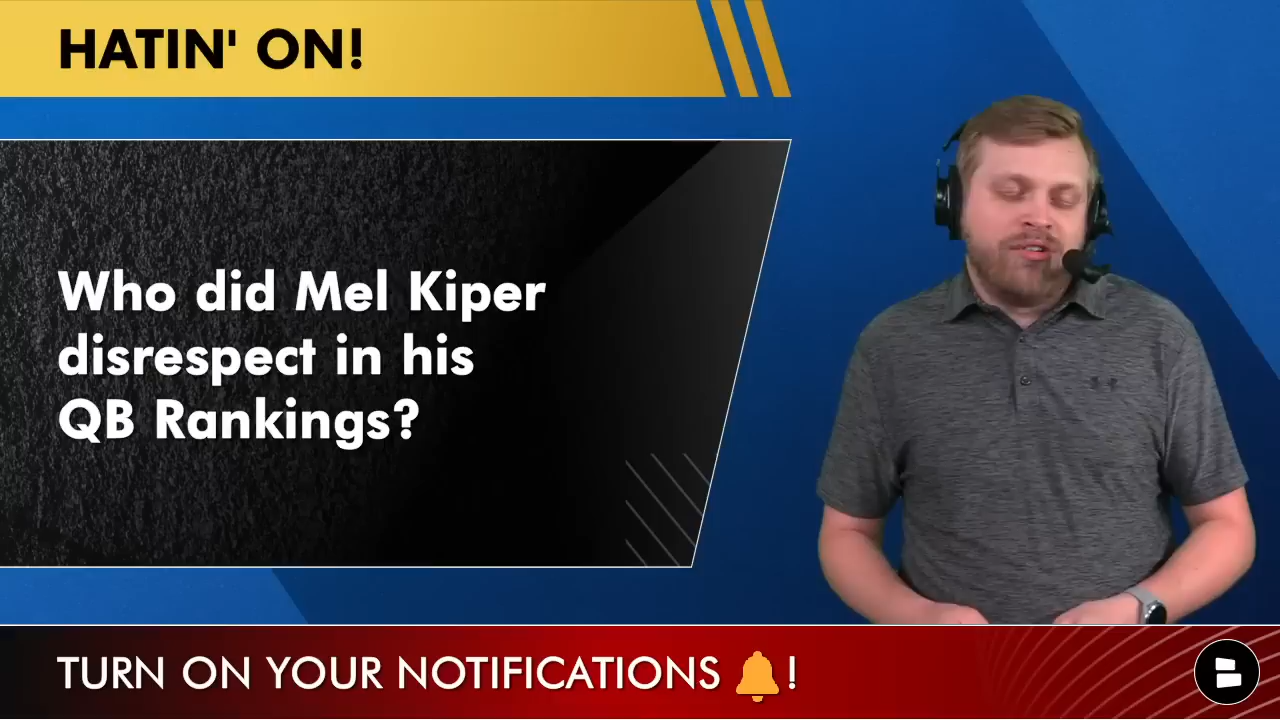 HATIN' ON!
Who did Mel Kiper
disrespect in his
QB Rankings?
TURN ON YOUR NOTIFICATIONS 🔔!